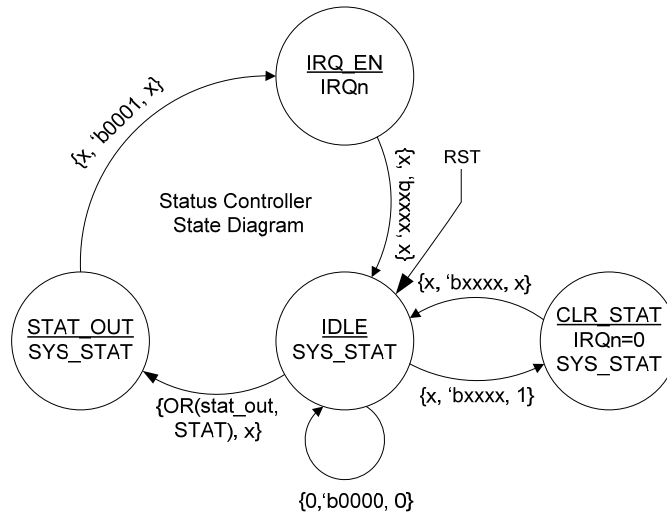 IRQ_EN
IRQn
{x, ‘b0001, x}
{x, ‘bxxxx, x}
RST
Status Controller
State Diagram
{x, ‘bxxxx, x}
STAT_OUT
SYS_STAT
IDLE
SYS_STAT
CLR_STAT
IRQn=0
SYS_STAT
{OR(stat_out,
STAT), x}
{x, ‘bxxxx, 1}
{0,‘b0000, 0}